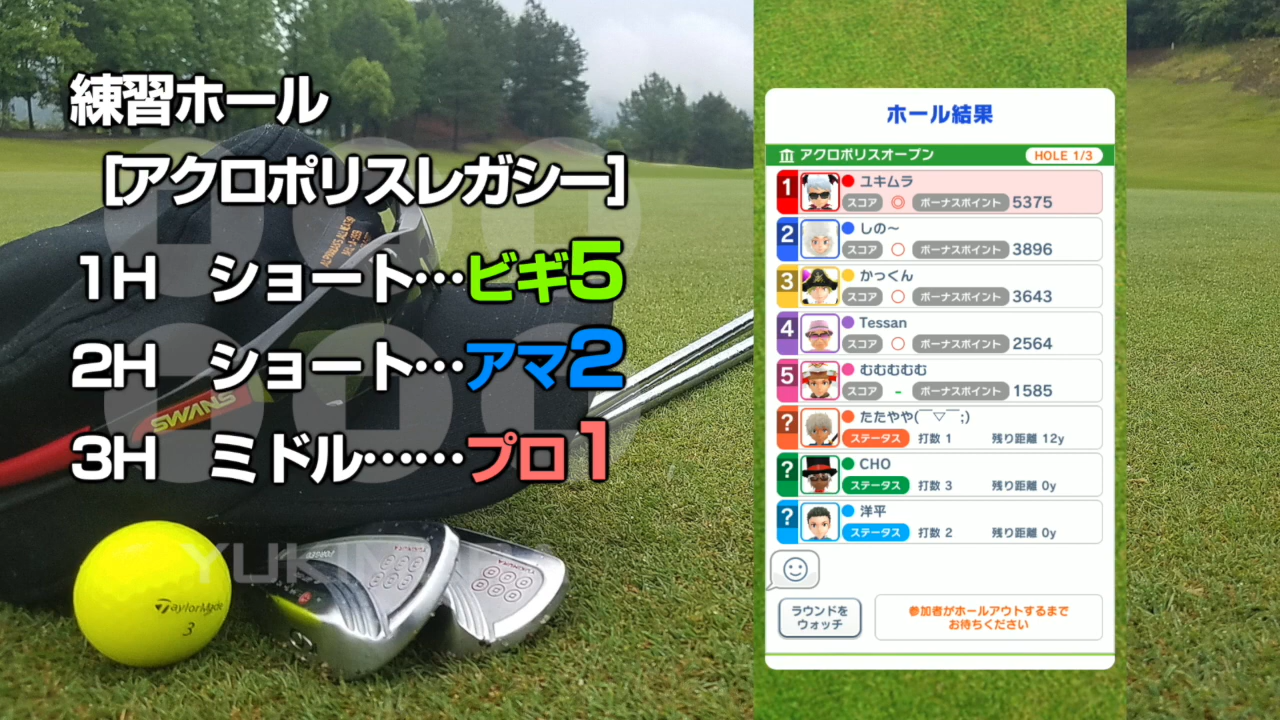 練習ホール
[アクロポリスレガシー]
1H ショート…ビギ5
2H ショート…アマ2
3H ミドル……プロ1
SWANS
TaylorMade
3
YUKIMURA
FORGED
ホール結果
アクロポリスオープン HOLE 1/3
1 ユキムラ
スコア ◎ ボーナスポイント 5375
2 しの～
スコア ○ ボーナスポイント 3896
3 かっくん
スコア ○ ボーナスポイント 3643
4 Tessan
スコア ○ ボーナスポイント 2564
5 むむむむむ
スコア - ボーナスポイント 1585
? たたやや(￣▽￣;)
ステータス 打数 1 残り距離 12y
? CHO
ステータス 打数 3 残り距離 0y
? 洋平
ステータス 打数 2 残り距離 0y
ラウンドを
ウォッチ
参加者がホールアウトするまで
お待ちください